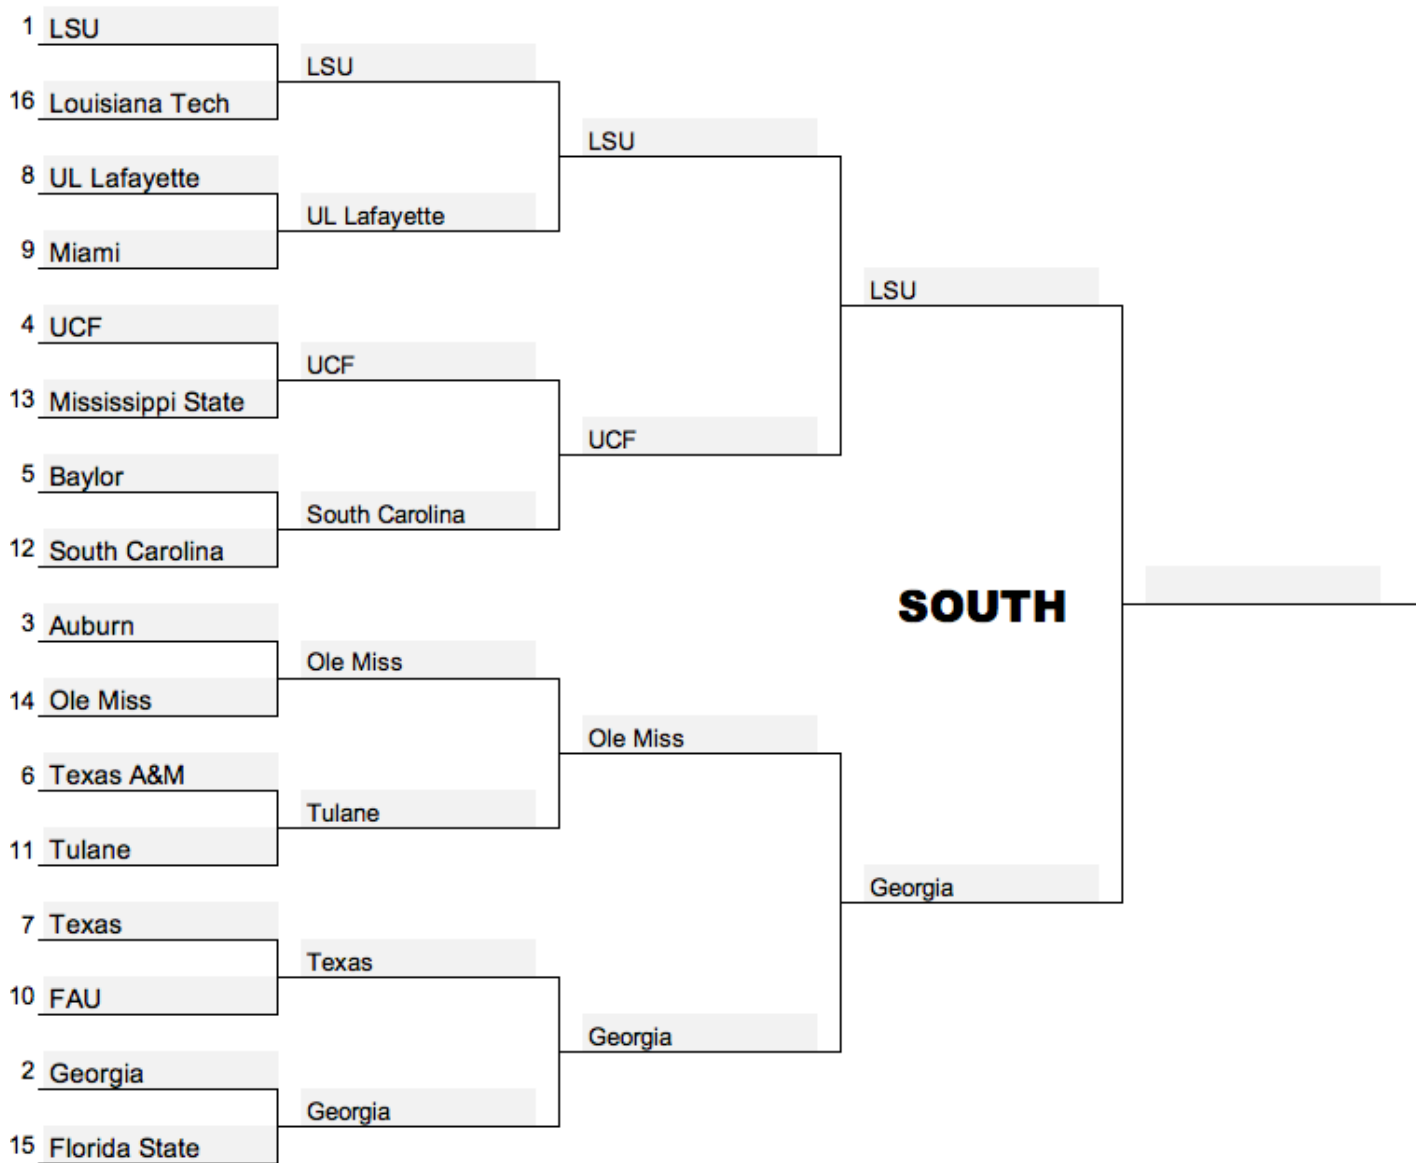 1 LSU
16 Louisiana Tech
8 UL Lafayette
9 Miami
4 UCF
13 Mississippi State
5 Baylor
12 South Carolina
3 Auburn
14 Ole Miss
6 Texas A&M
11 Tulane
7 Texas
10 FAU
2 Georgia
15 Florida State
LSU
UL Lafayette
UCF
South Carolina
Ole Miss
Tulane
Texas
Georgia
LSU
UCF
Ole Miss
Georgia
LSU
Georgia
SOUTH